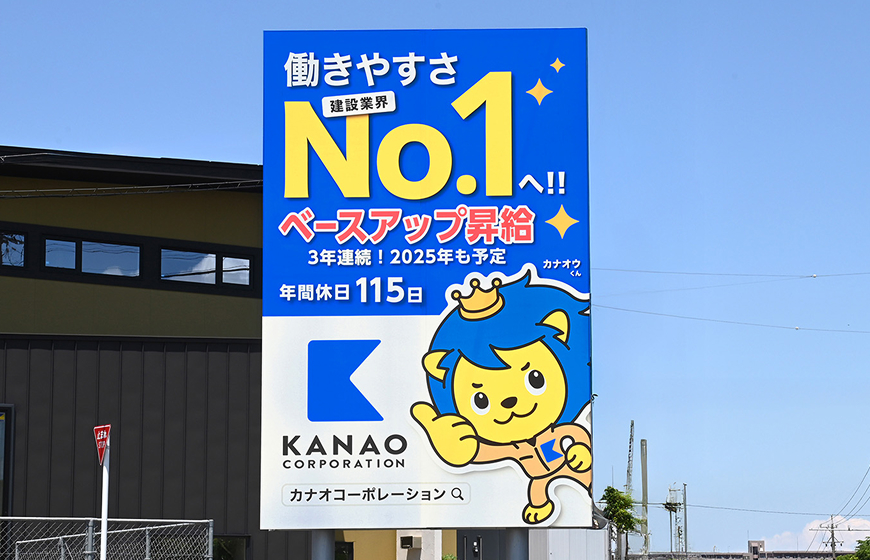 働きやすさ
建設業界
No.1へ!!
ベースアップ昇給
3年連続！2025年も予定
年間休日115日
カナオウ
くん
KANAO
CORPORATION
カナオコーポレーション
止まれ